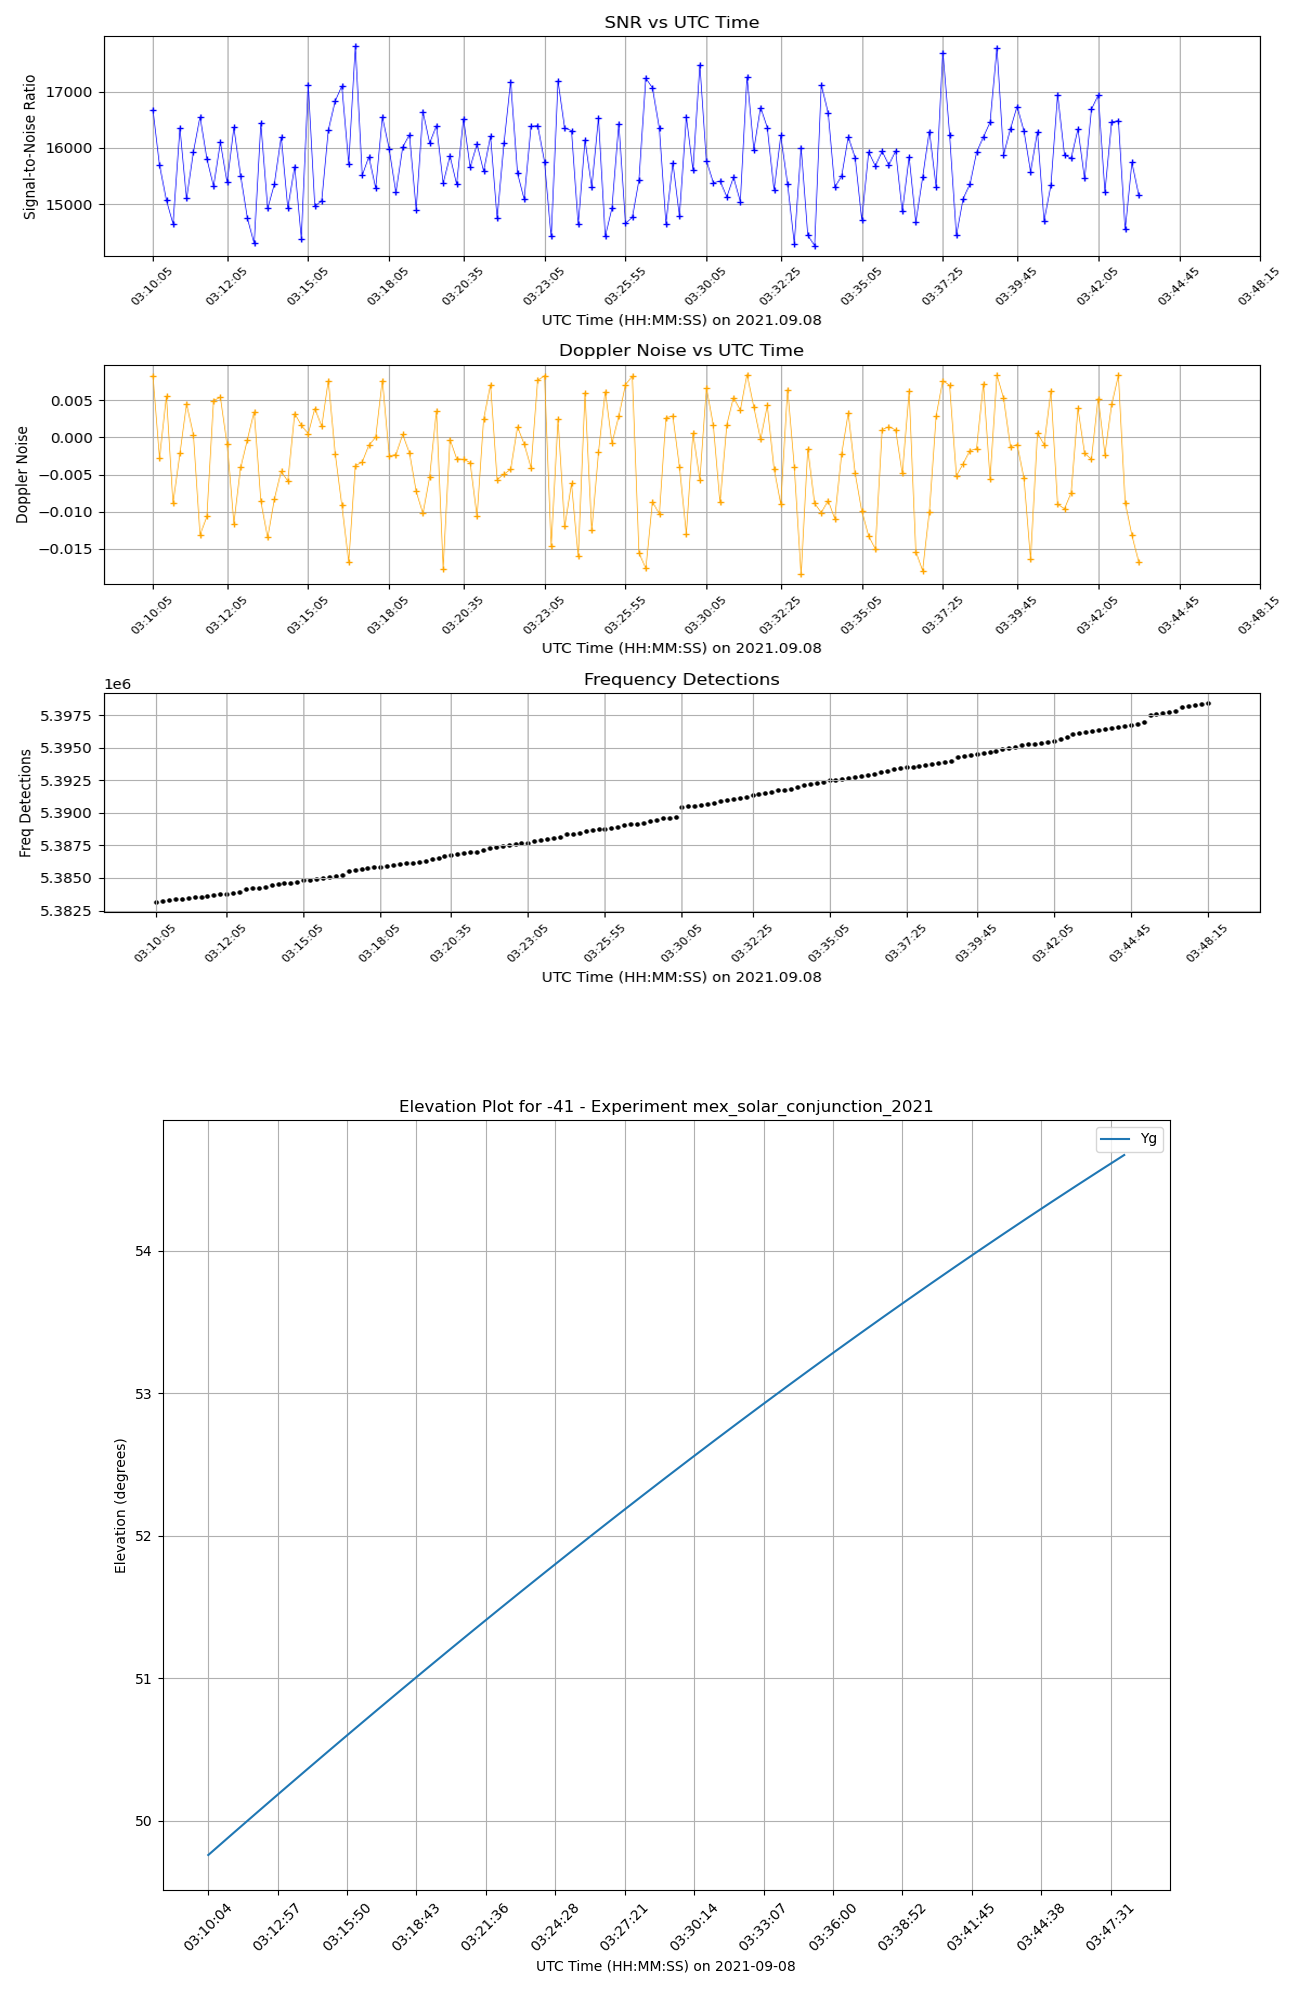 SNR vs UTC Time
Signal-to-Noise Ratio
17000
16000
15000
03:10:05 03:12:05 03:15:05 03:18:05 03:20:35 03:23:05 03:25:55 03:30:05 03:32:25 03:35:05 03:37:25 03:39:45 03:42:05 03:44:45 03:48:15
UTC Time (HH:MM:SS) on 2021.09.08
Doppler Noise vs UTC Time
Doppler Noise
0.005
0.000
−0.005
−0.010
−0.015
03:10:05 03:12:05 03:15:05 03:18:05 03:20:35 03:23:05 03:25:55 03:30:05 03:32:25 03:35:05 03:37:25 03:39:45 03:42:05 03:44:45 03:48:15
UTC Time (HH:MM:SS) on 2021.09.08
Frequency Detections
1e6
Freq Detections
5.3975
5.3950
5.3925
5.3900
5.3875
5.3850
5.3825
03:10:05 03:12:05 03:15:05 03:18:05 03:20:35 03:23:05 03:25:55 03:30:05 03:32:25 03:35:05 03:37:25 03:39:45 03:42:05 03:44:45 03:48:15
UTC Time (HH:MM:SS) on 2021.09.08
Elevation Plot for -41 - Experiment mex_solar_conjunction_2021
Yg
Elevation (degrees)
54
53
52
51
50
03:10:04 03:12:57 03:15:50 03:18:43 03:21:36 03:24:28 03:27:21 03:30:14 03:33:07 03:36:00 03:38:52 03:41:45 03:44:38 03:47:31
UTC Time (HH:MM:SS) on 2021-09-08